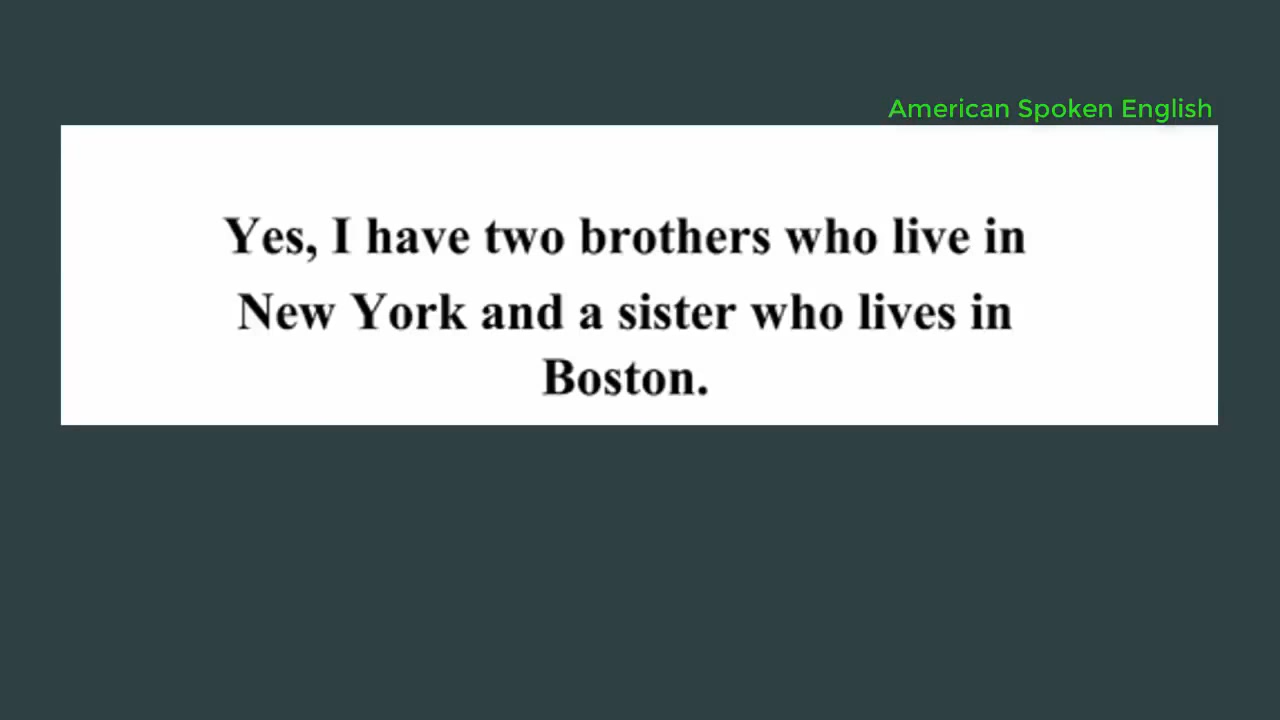 American Spoken English
Yes, I have two brothers who live in
New York and a sister who lives in
Boston.